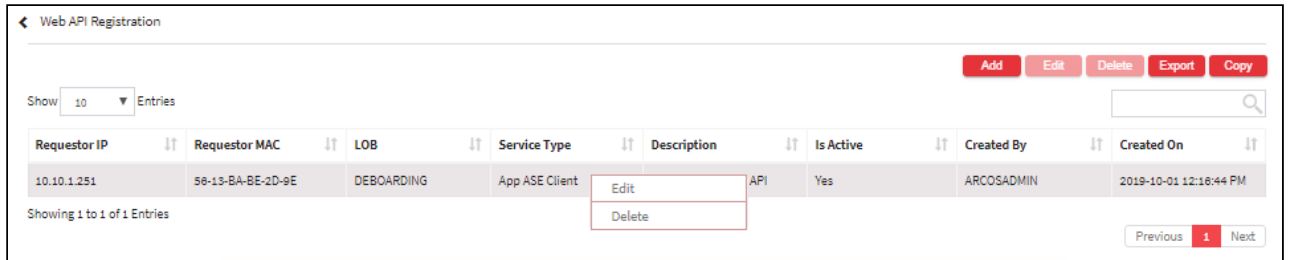 Web API Registration
Add Edit Delete Export Copy
Show 10 Entries
Requestor IP Requestor MAC LOB Service Type Description Is Active Created By Created On
10.10.1.251 56-13-BA-BE-2D-9E DEBOARDING App ASE Client API Yes ARCOSADMIN 2019-10-01 12:16:44 PM
Edit
Delete
Showing 1 to 1 of 1 Entries
Previous 1 Next